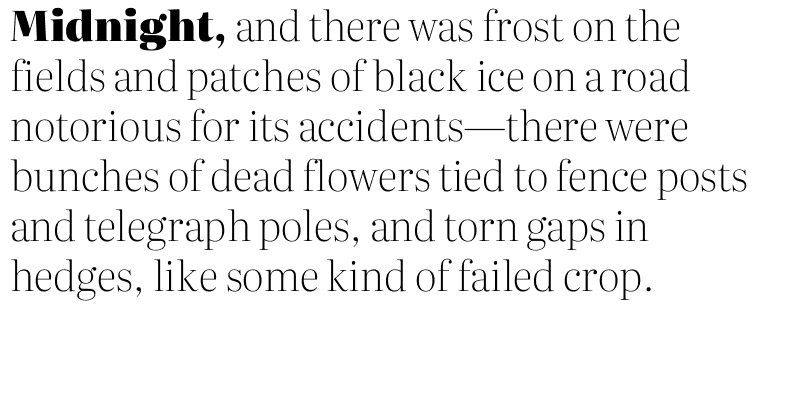 Midnight, and there was frost on the
fields and patches of black ice on a road
notorious for its accidents—there were
bunches of dead flowers tied to fence posts
and telegraph poles, and torn gaps in
hedges, like some kind of failed crop.